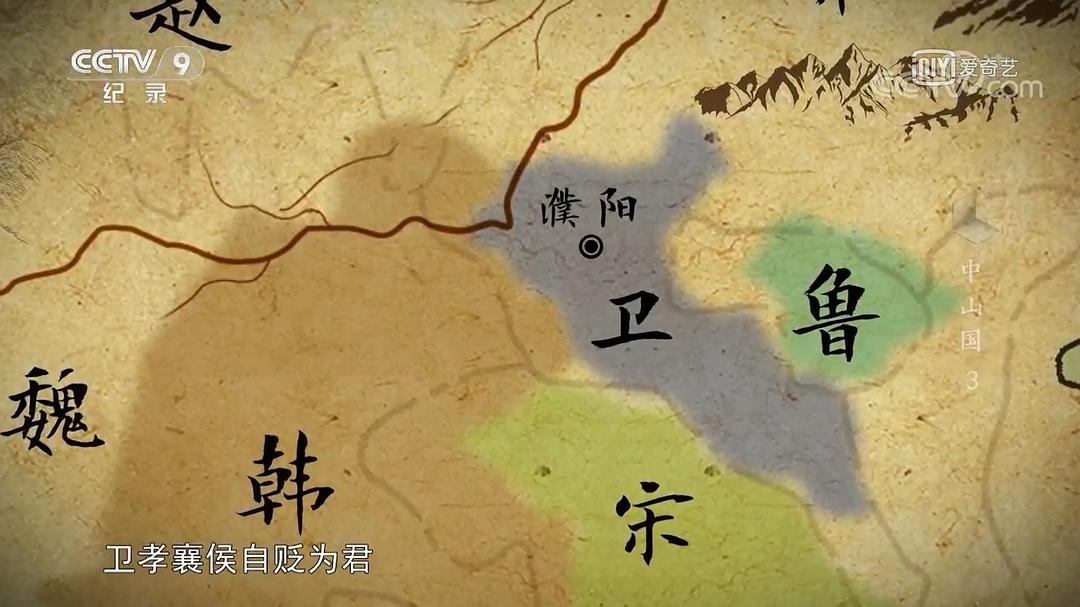 赵
CCTV 9
纪录
iQIYI 爱奇艺
CCTV.com
濮阳
卫
鲁
魏
韩
宋
中山国 3
卫孝襄侯自贬为君